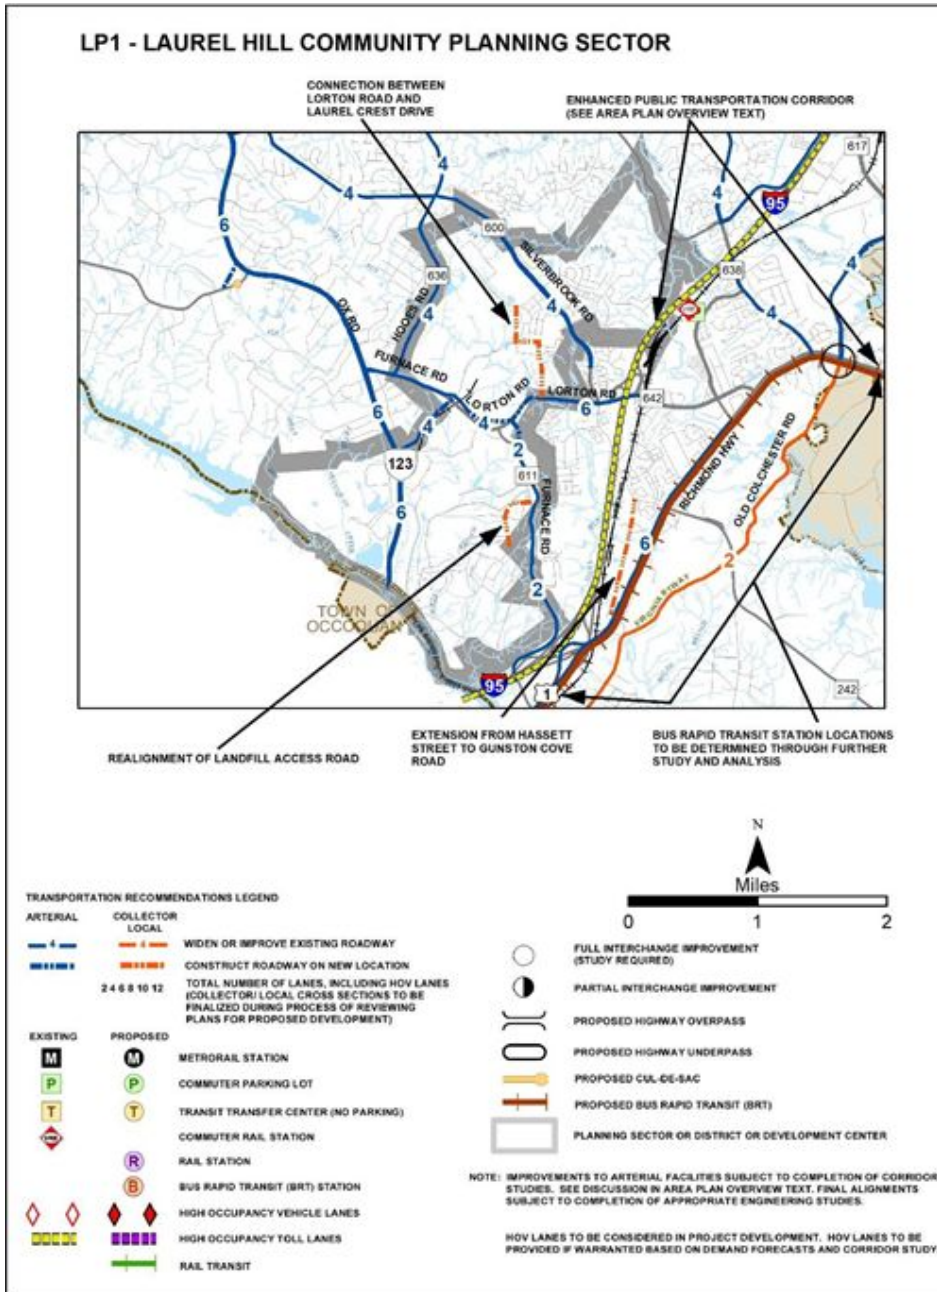 LP1 - LAUREL HILL COMMUNITY PLANNING SECTOR
CONNECTION BETWEEN
LORTON ROAD AND
LAUREL CREST DRIVE
ENHANCED PUBLIC TRANSPORTATION CORRIDOR
(SEE AREA PLAN OVERVIEW TEXT)
617
4
4
4
6
95
600
636
638
4
SILVERBROOK RD
HOOES RD
4
4
OX RD
FURNACE RD
LORTON RD
LORTON RD
642
6
6
4
4
2
123
611
FURNACE RD
RICHMOND HWY
OLD COLCHESTER RD
6
6
2
2
VIRGINIA BYWAY
TOWN OF
OCCOQUAN
95
1
242
REALIGNMENT OF LANDFILL ACCESS ROAD
EXTENSION FROM HASSETT
STREET TO GUNSTON COVE
ROAD
BUS RAPID TRANSIT STATION LOCATIONS
TO BE DETERMINED THROUGH FURTHER
STUDY AND ANALYSIS
N
Miles
0 1 2
TRANSPORTATION RECOMMENDATIONS LEGEND
ARTERIAL
COLLECTOR
LOCAL
4 4 WIDEN OR IMPROVE EXISTING ROADWAY
CONSTRUCT ROADWAY ON NEW LOCATION
2 4 6 8 10 12 TOTAL NUMBER OF LANES, INCLUDING HOV LANES
(COLLECTOR/ LOCAL CROSS SECTIONS TO BE
FINALIZED DURING PROCESS OF REVIEWING
PLANS FOR PROPOSED DEVELOPMENT)
EXISTING PROPOSED
M M METRORAIL STATION
P P COMMUTER PARKING LOT
T T TRANSIT TRANSFER CENTER (NO PARKING)
COMMUTER RAIL STATION
R RAIL STATION
B BUS RAPID TRANSIT (BRT) STATION
HIGH OCCUPANCY VEHICLE LANES
HIGH OCCUPANCY TOLL LANES
RAIL TRANSIT
FULL INTERCHANGE IMPROVEMENT
(STUDY REQUIRED)
PARTIAL INTERCHANGE IMPROVEMENT
PROPOSED HIGHWAY OVERPASS
PROPOSED HIGHWAY UNDERPASS
PROPOSED CUL-DE-SAC
PROPOSED BUS RAPID TRANSIT (BRT)
PLANNING SECTOR OR DISTRICT OR DEVELOPMENT CENTER
NOTE: IMPROVEMENTS TO ARTERIAL FACILITIES SUBJECT TO COMPLETION OF CORRIDOR
STUDIES. SEE DISCUSSION IN AREA PLAN OVERVIEW TEXT. FINAL ALIGNMENTS
SUBJECT TO COMPLETION OF APPROPRIATE ENGINEERING STUDIES.
HOV LANES TO BE CONSIDERED IN PROJECT DEVELOPMENT. HOV LANES TO BE
PROVIDED IF WARRANTED BASED ON DEMAND FORECASTS AND CORRIDOR STUDY